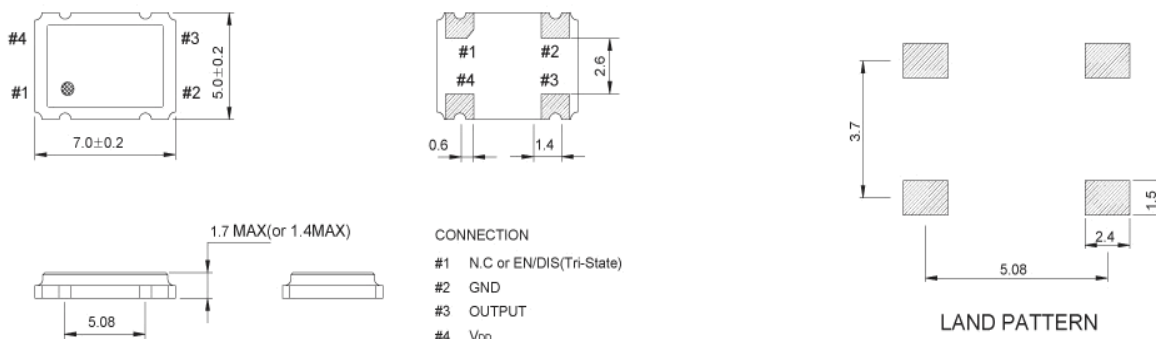 #4
#3
#1
#2
5.0±0.2
7.0±0.2
#1
#2
#4
#3
2.6
0.6
1.4
3.7
1.5
2.4
5.08
LAND PATTERN
1.7 MAX(or 1.4MAX)
5.08
CONNECTION
#1 N.C or EN/DIS(Tri-State)
#2 GND
#3 OUTPUT
#4 VDD